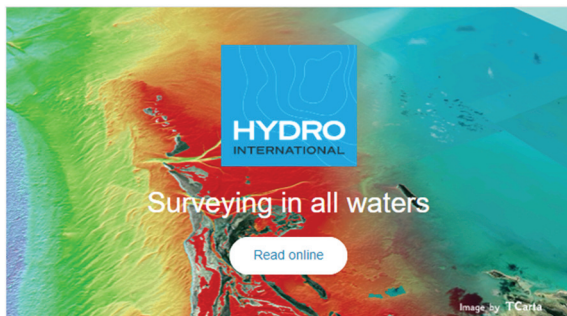 HYDRO
INTERNATIONAL
Surveying in all waters
Read online
Image by TCarta